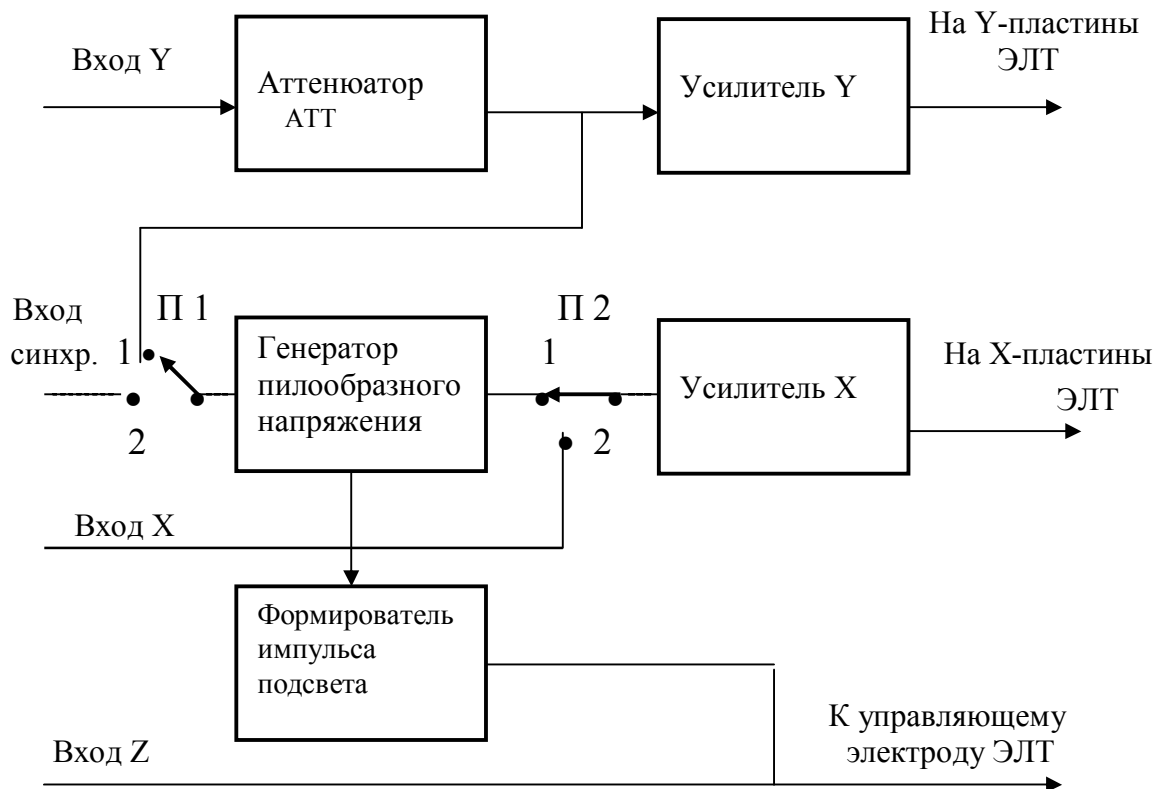 Вход Y
Аттенюатор
АТТ
Усилитель Y
На Y-пластины
ЭЛТ
Вход
синхр.
1
П 1
2
Генератор
пилообразного
напряжения
П 2
1
2
Усилитель X
На X-пластины
ЭЛТ
Вход X
Формирователь
импульса
подсвета
Вход Z
К управляющему
электроду ЭЛТ